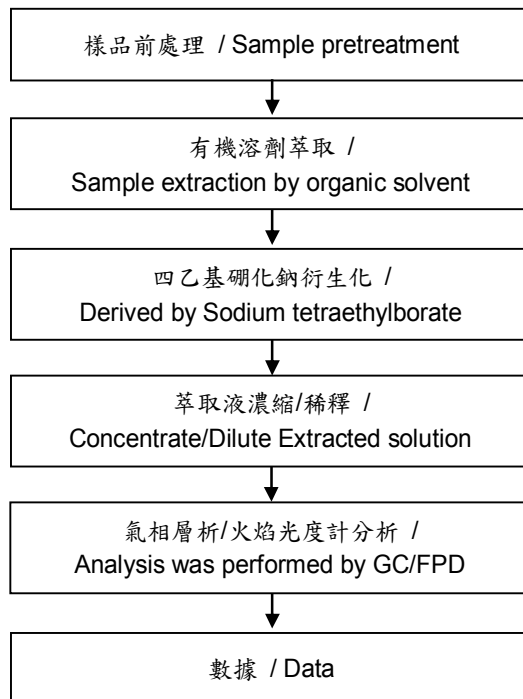 樣品前處理 / Sample pretreatment
有機溶劑萃取 /
Sample extraction by organic solvent
四乙基硼化鈉衍生化 /
Derived by Sodium tetraethylborate
萃取液濃縮/稀釋 /
Concentrate/Dilute Extracted solution
氣相層析/火焰光度計分析 /
Analysis was performed by GC/FPD
數據 / Data